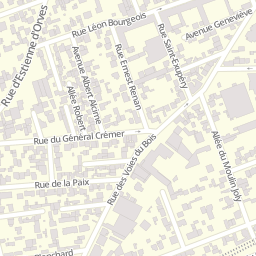 Rue Léon Bourgeois
Avenue Geneviève
Rue d'Estienne d'Orves
Avenue Albert Alcime
Rue Ernest Renan
Rue Saint-Exupéry
Allée Robert
Rue du Général Crémer
Rue des Voies du Bois
Allée du Moulin Joly
Rue de la Paix
Blanchard